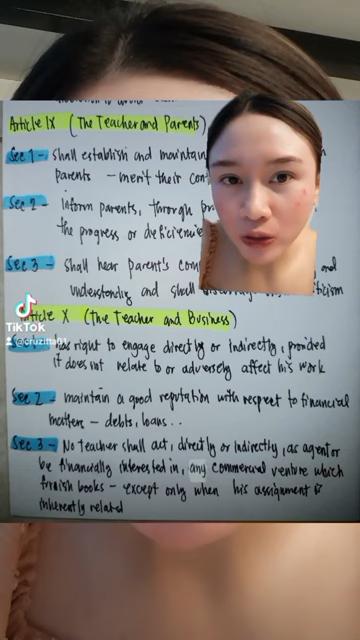 Article IX (The Teacher and Parents)
Sec 1 - Shall establish and maintain
parents - merit their con
Sec 2 - Inform parents, through pr
the progress or deficiencie
Sec 3 - Shall hear parent's com and
understanding and shall criticism
TikTok
@cruzitta
Article X (The Teacher and Business)
has right to engage directly or indirectly, provided
it does not relate to or adversely affect his work
Sec 2 - maintain a good reputation with respect to financial
matters - debts, loans..
Sec 3 - No teacher shall act, directly or indirectly, as agent or
be financially interested in, any commercial venture which
furnish books - except only when his assignment is
inherently related